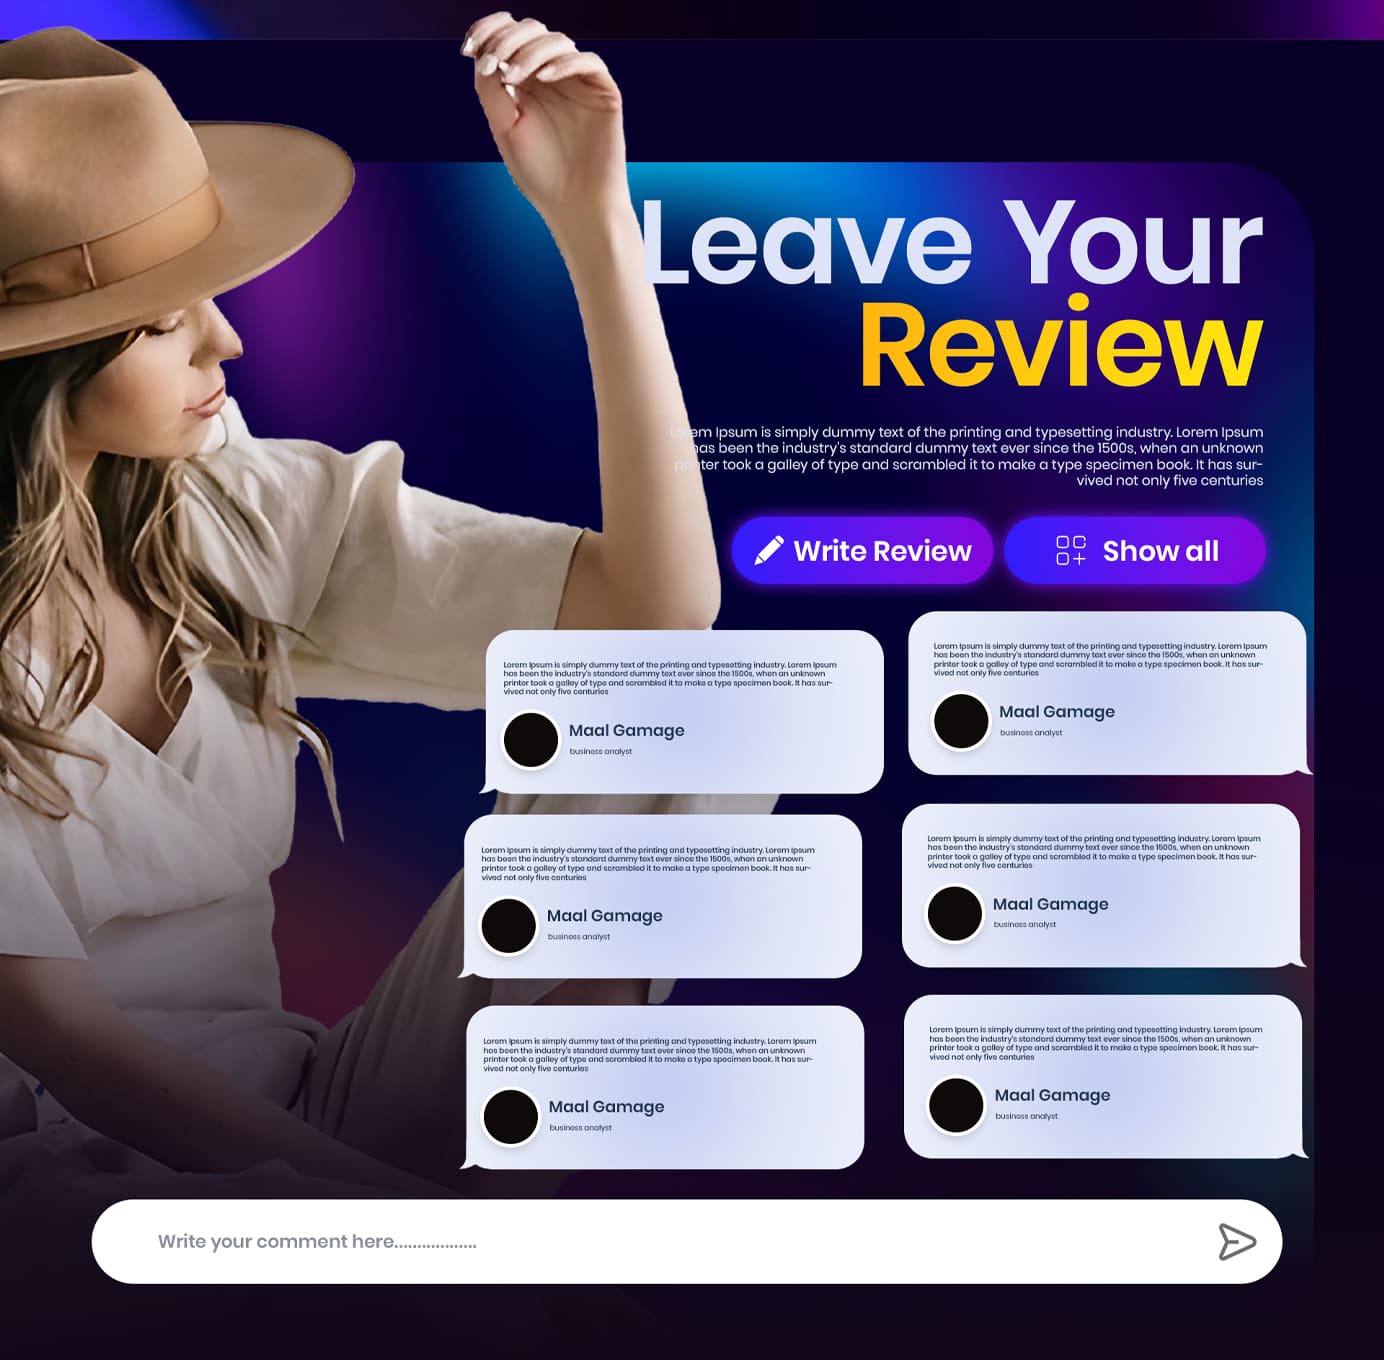 Leave Your
Review
Lorem Ipsum is simply dummy text of the printing and typesetting industry. Lorem Ipsum
has been the industry's standard dummy text ever since the 1500s, when an unknown
printer took a galley of type and scrambled it to make a type specimen book. It has sur-
vived not only five centuries
Write Review
Show all
Lorem Ipsum is simply dummy text of the printing and typesetting industry. Lorem Ipsum
has been the industry's standard dummy text ever since the 1500s, when an unknown
printer took a galley of type and scrambled it to make a type specimen book. It has sur-
vived not only five centuries
Maal Gamage
business analyst
Lorem Ipsum is simply dummy text of the printing and typesetting industry. Lorem Ipsum
has been the industry's standard dummy text ever since the 1500s, when an unknown
printer took a galley of type and scrambled it to make a type specimen book. It has sur-
vived not only five centuries
Maal Gamage
business analyst
Lorem Ipsum is simply dummy text of the printing and typesetting industry. Lorem Ipsum
has been the industry's standard dummy text ever since the 1500s, when an unknown
printer took a galley of type and scrambled it to make a type specimen book. It has sur-
vived not only five centuries
Maal Gamage
business analyst
Lorem Ipsum is simply dummy text of the printing and typesetting industry. Lorem Ipsum
has been the industry's standard dummy text ever since the 1500s, when an unknown
printer took a galley of type and scrambled it to make a type specimen book. It has sur-
vived not only five centuries
Maal Gamage
business analyst
Lorem Ipsum is simply dummy text of the printing and typesetting industry. Lorem Ipsum
has been the industry's standard dummy text ever since the 1500s, when an unknown
printer took a galley of type and scrambled it to make a type specimen book. It has sur-
vived not only five centuries
Maal Gamage
business analyst
Lorem Ipsum is simply dummy text of the printing and typesetting industry. Lorem Ipsum
has been the industry's standard dummy text ever since the 1500s, when an unknown
printer took a galley of type and scrambled it to make a type specimen book. It has sur-
vived not only five centuries
Maal Gamage
business analyst
Write your comment here..................